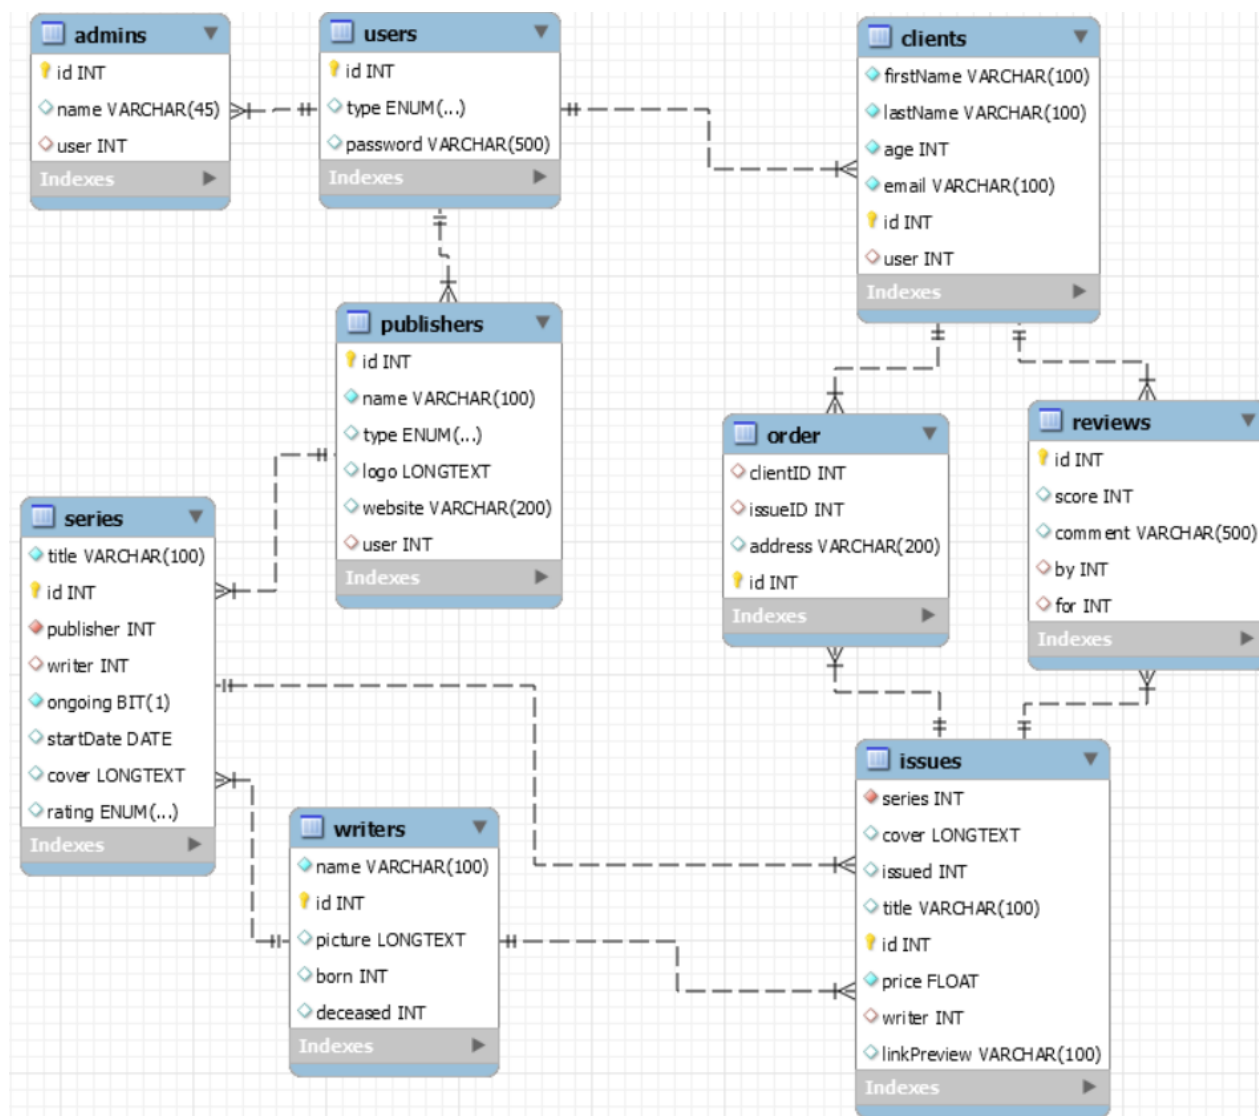 admins
id INT
name VARCHAR(45)
user INT
Indexes
users
id INT
type ENUM(...)
password VARCHAR(500)
Indexes
clients
firstName VARCHAR(100)
lastName VARCHAR(100)
age INT
email VARCHAR(100)
id INT
user INT
Indexes
publishers
id INT
name VARCHAR(100)
type ENUM(...)
logo LONGTEXT
website VARCHAR(200)
user INT
Indexes
order
clientID INT
issueID INT
address VARCHAR(200)
id INT
Indexes
reviews
id INT
score INT
comment VARCHAR(500)
by INT
for INT
Indexes
series
title VARCHAR(100)
id INT
publisher INT
writer INT
ongoing BIT(1)
startDate DATE
cover LONGTEXT
rating ENUM(...)
Indexes
writers
name VARCHAR(100)
id INT
picture LONGTEXT
born INT
deceased INT
Indexes
issues
series INT
cover LONGTEXT
issued INT
title VARCHAR(100)
id INT
price FLOAT
writer INT
linkPreview VARCHAR(100)
Indexes